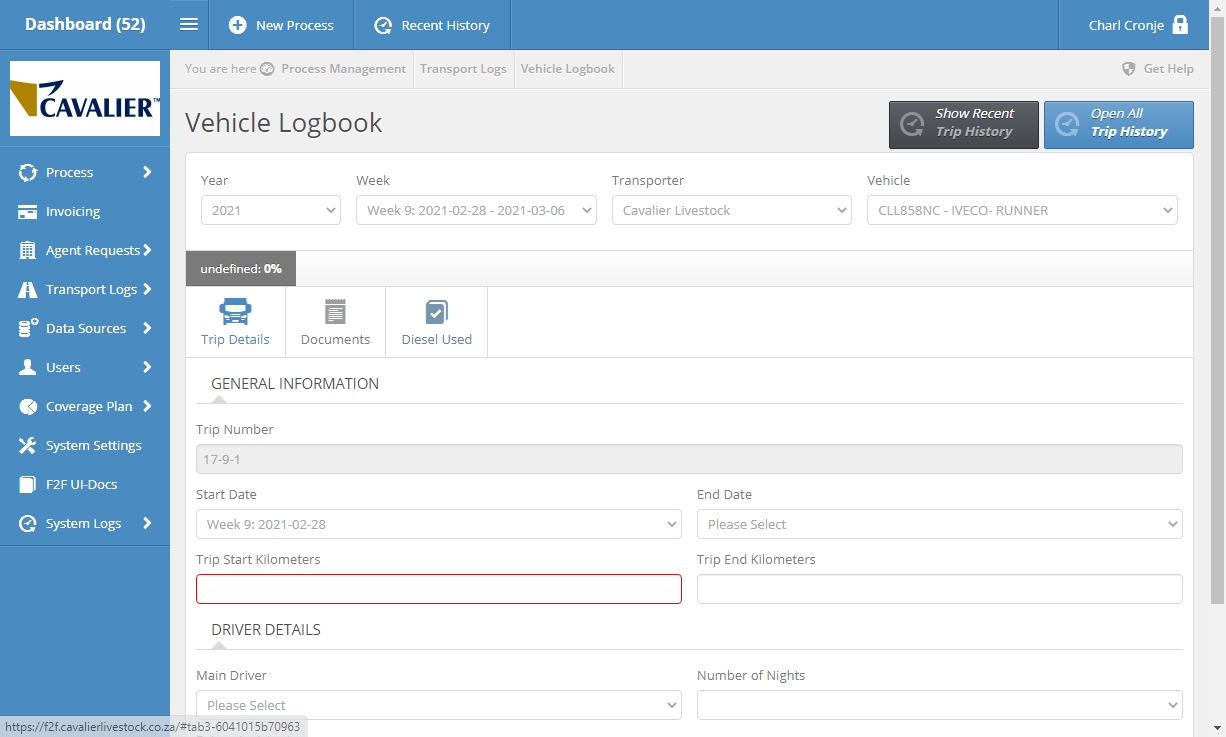 Dashboard (52)
New Process
Recent History
Charl Cronje
You are here Process Management Transport Logs Vehicle Logbook
Get Help
CAVALIER™
Process
Invoicing
Agent Requests
Transport Logs
Data Sources
Users
Coverage Plan
System Settings
F2F UI-Docs
System Logs
Vehicle Logbook
Show Recent
Trip History
Open All
Trip History
Year
Week
Transporter
Vehicle
2021
Week 9: 2021-02-28 - 2021-03-06
Cavalier Livestock
CLL858NC - IVECO- RUNNER
undefined: 0%
Trip Details
Documents
Diesel Used
GENERAL INFORMATION
Trip Number
17-9-1
Start Date
End Date
Week 9: 2021-02-28
Please Select
Trip Start Kilometers
Trip End Kilometers
DRIVER DETAILS
Main Driver
Number of Nights
Please Select
https://f2f.cavalierlivestock.co.za/#tab3-6041015b70963